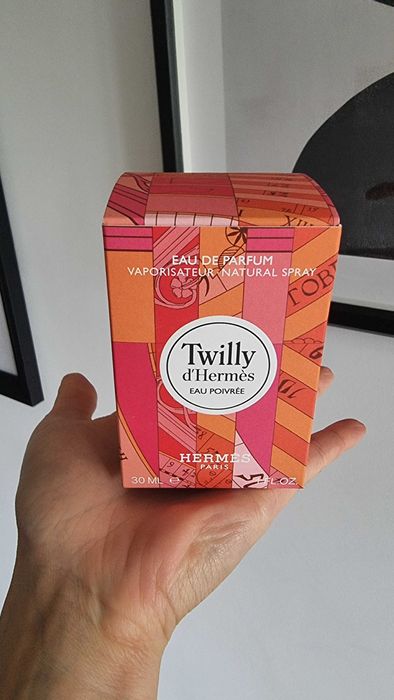 EAU DE PARFUM
VAPORISATEUR·NATURAL SPRAY
Twilly
d'Hermès
EAU POIVRÉE
HERMÈS
PARIS
30 ML ℮
FL.OZ.